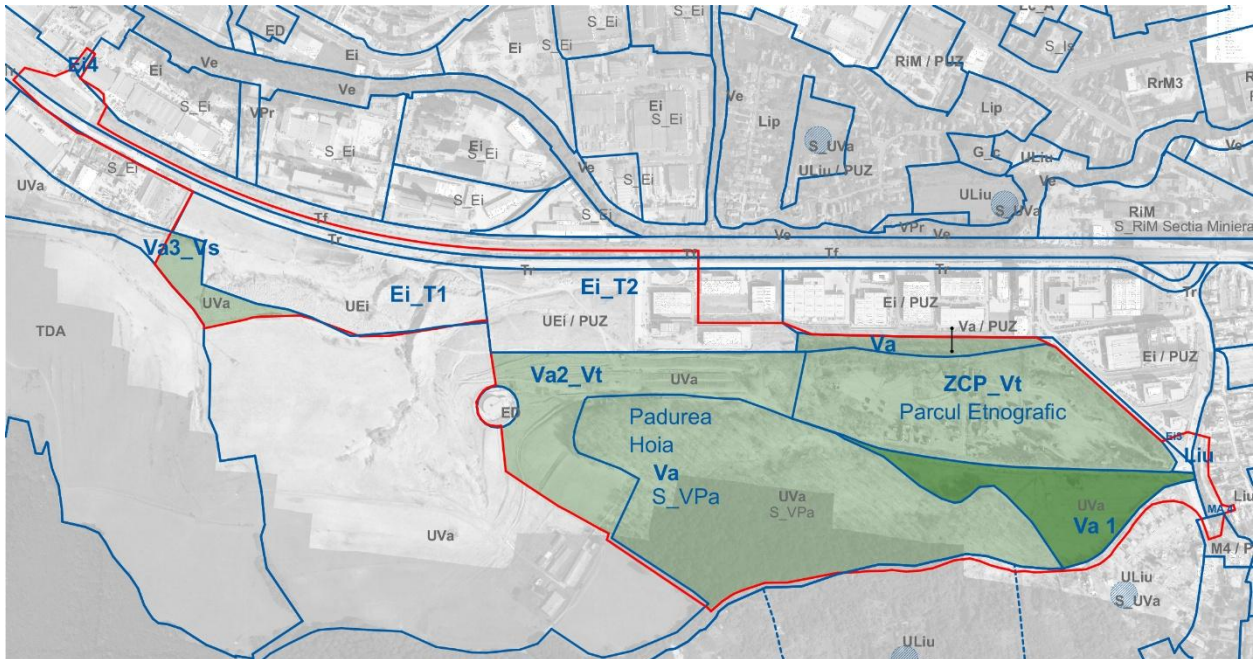 ED
Ei
S_Ei
S_Ei
Ei
S_Ei
S_Is
Ei4
Ei
Ve
Ei
RiM / PUZ
RrM3
S_Ei
Ve
Ve
Ei
S_Ei
Lip
Lip
VPr
S_Ei
Ei
S_Ei
S_UVa
ULiu / PUZ
G_c
ULiu
Ve
S_Ei
Ve
S_Ei
ULiu
Ve
UVa
S_UVa
RiM
S_RiM Sectia Miniera
Tf
S_Ei
VPr
Ve
Ve
Tr
Tf
Va3_Vs
Tr
Tr
Tr
Ei_T1
Ei_T2
UVa
UEi
UEi / PUZ
Ei / PUZ
Va / PUZ
TDA
Va
Ei / PUZ
Va2_Vt
UVa
ZCP_Vt
Parcul Etnografic
ED
Padurea
Hoia
Va
S_VPa
Ei3
Liu
UVa
S_VPa
UVa
Va 1
Liu
UVa
M4 / P
ULiu
S_UVa
ULiu